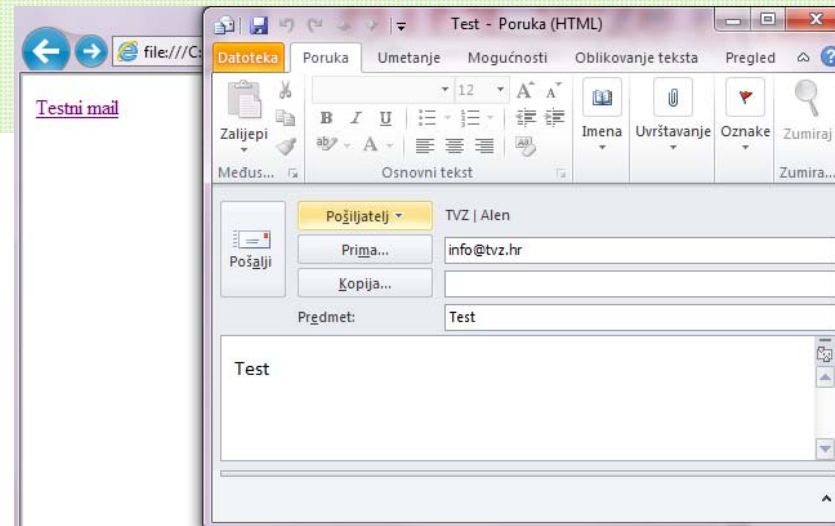 Test - Poruka (HTML)
file:///C:
Datoteka Poruka Umetanje Mogućnosti Oblikovanje teksta Pregled
Testni mail
12
Zalijepi
B I U
Imena Uvrštavanje Oznake Zumiraj
Međus... Osnovni tekst Zumira...
Pošalji
Pošiljatelj TVZ | Alen
Prima... info@tvz.hr
Kopija...
Predmet: Test
Test